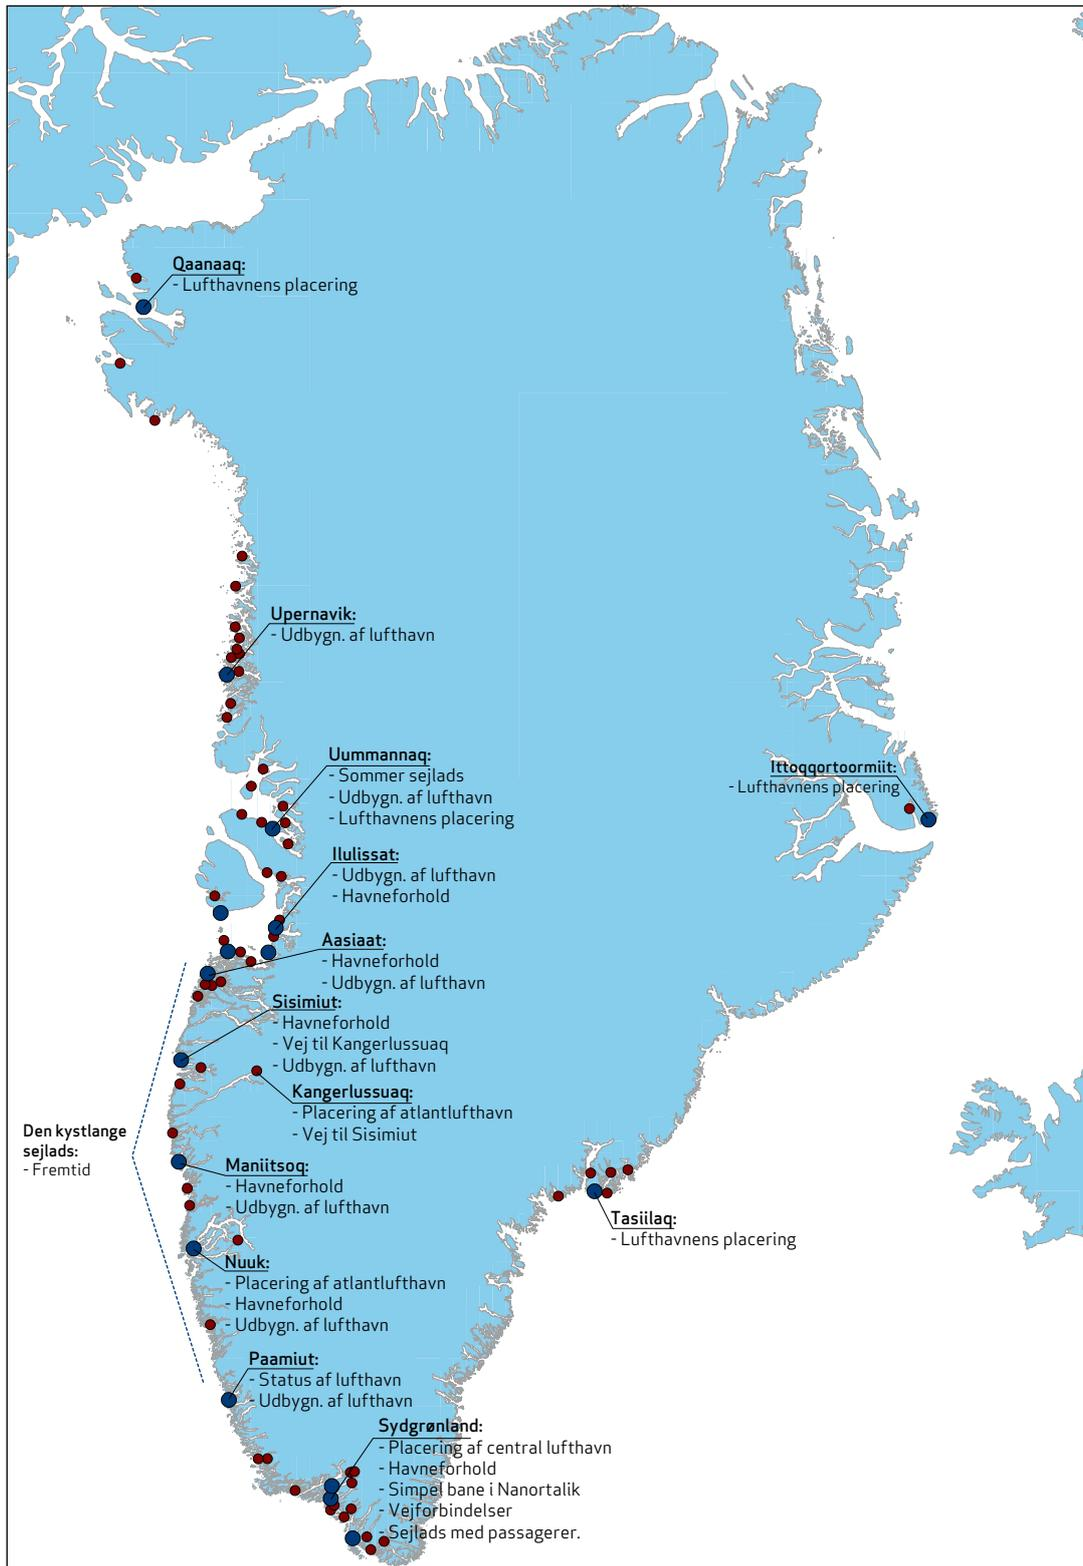 Qaanaaq:
- Lufthavnens placering
Upernavik:
- Udbygn. af lufthavn
Uummannaq:
- Sommer sejlads
- Udbygn. af lufthavn
- Lufthavnens placering
Ittoqqortoormiit:
- Lufthavnens placering
Ilulissat:
- Udbygn. af lufthavn
- Havneforhold
Aasiaat:
- Havneforhold
- Udbygn. af lufthavn
Sisimiut:
- Havneforhold
- Vej til Kangerlussuaq
- Udbygn. af lufthavn
Kangerlussuaq:
- Placering af atlantlufthavn
- Vej til Sisimiut
Den kystlange
sejlads:
- Fremtid
Maniitsoq:
- Havneforhold
- Udbygn. af lufthavn
Tasiilaq:
- Lufthavnens placering
Nuuk:
- Placering af atlantlufthavn
- Havneforhold
- Udbygn. af lufthavn
Paamiut:
- Status af lufthavn
- Udbygn. af lufthavn
Sydgrønland:
- Placering af central lufthavn
- Havneforhold
- Simpel bane i Nanortalik
- Vejforbindelser
- Sejlads med passagerer.